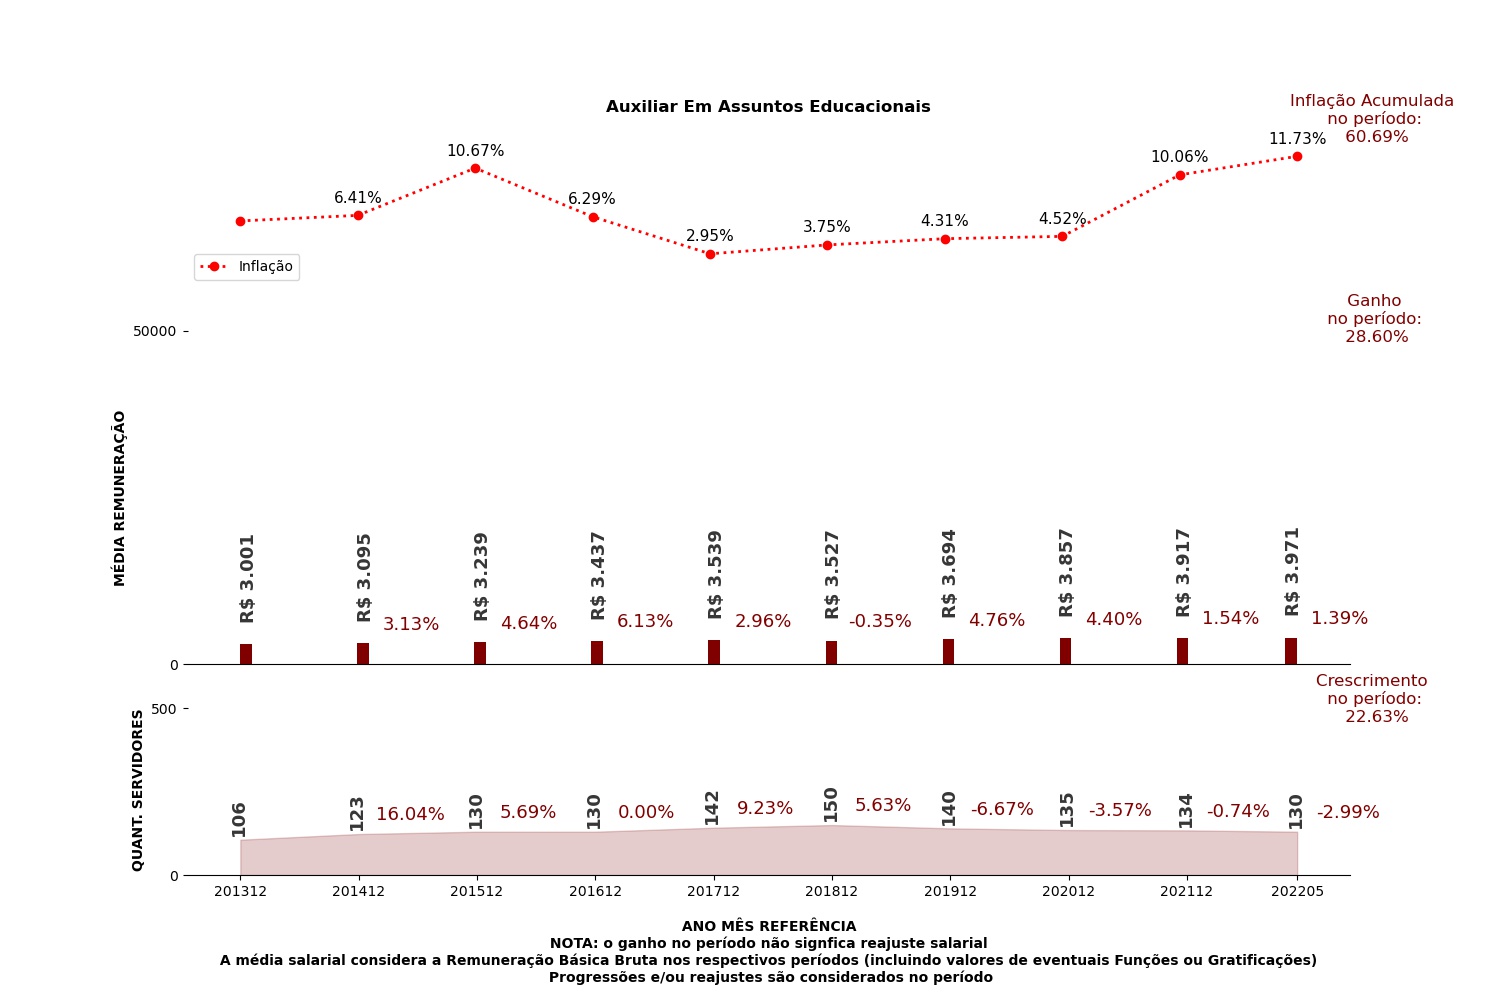 Auxiliar Em Assuntos Educacionais
Inflação Acumulada
no período:
60.69%
6.41%
10.67%
6.29%
2.95%
3.75%
4.31%
4.52%
10.06%
11.73%
Inflação
Ganho
no período:
28.60%
50000
0
MÉDIA REMUNERAÇÃO
R$ 3.001
R$ 3.095
R$ 3.239
R$ 3.437
R$ 3.539
R$ 3.527
R$ 3.694
R$ 3.857
R$ 3.917
R$ 3.971
3.13%
4.64%
6.13%
2.96%
-0.35%
4.76%
4.40%
1.54%
1.39%
Crescrimento
no período:
22.63%
500
0
QUANT. SERVIDORES
106
123
130
130
142
150
140
135
134
130
16.04%
5.69%
0.00%
9.23%
5.63%
-6.67%
-3.57%
-0.74%
-2.99%
201312
201412
201512
201612
201712
201812
201912
202012
202112
202205
ANO MÊS REFERÊNCIA
NOTA: o ganho no período não signfica reajuste salarial
A média salarial considera a Remuneração Básica Bruta nos respectivos períodos (incluindo valores de eventuais Funções ou Gratificações)
Progressões e/ou reajustes são considerados no período